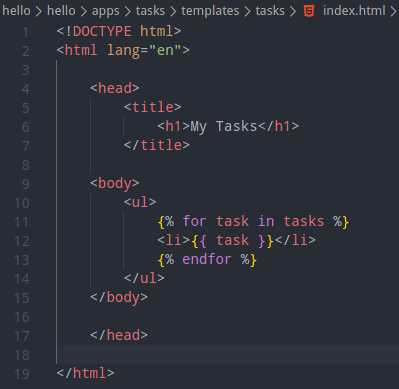 hello > hello > apps > tasks > templates > tasks > index.html >
1 <!DOCTYPE html>
2 <html lang="en">
3
4     <head>
5         <title>
6             <h1>My Tasks</h1>
7         </title>
8
9     <body>
10         <ul>
11             {% for task in tasks %}
12             <li>{{ task }}</li>
13             {% endfor %}
14         </ul>
15     </body>
16
17     </head>
18
19 </html>